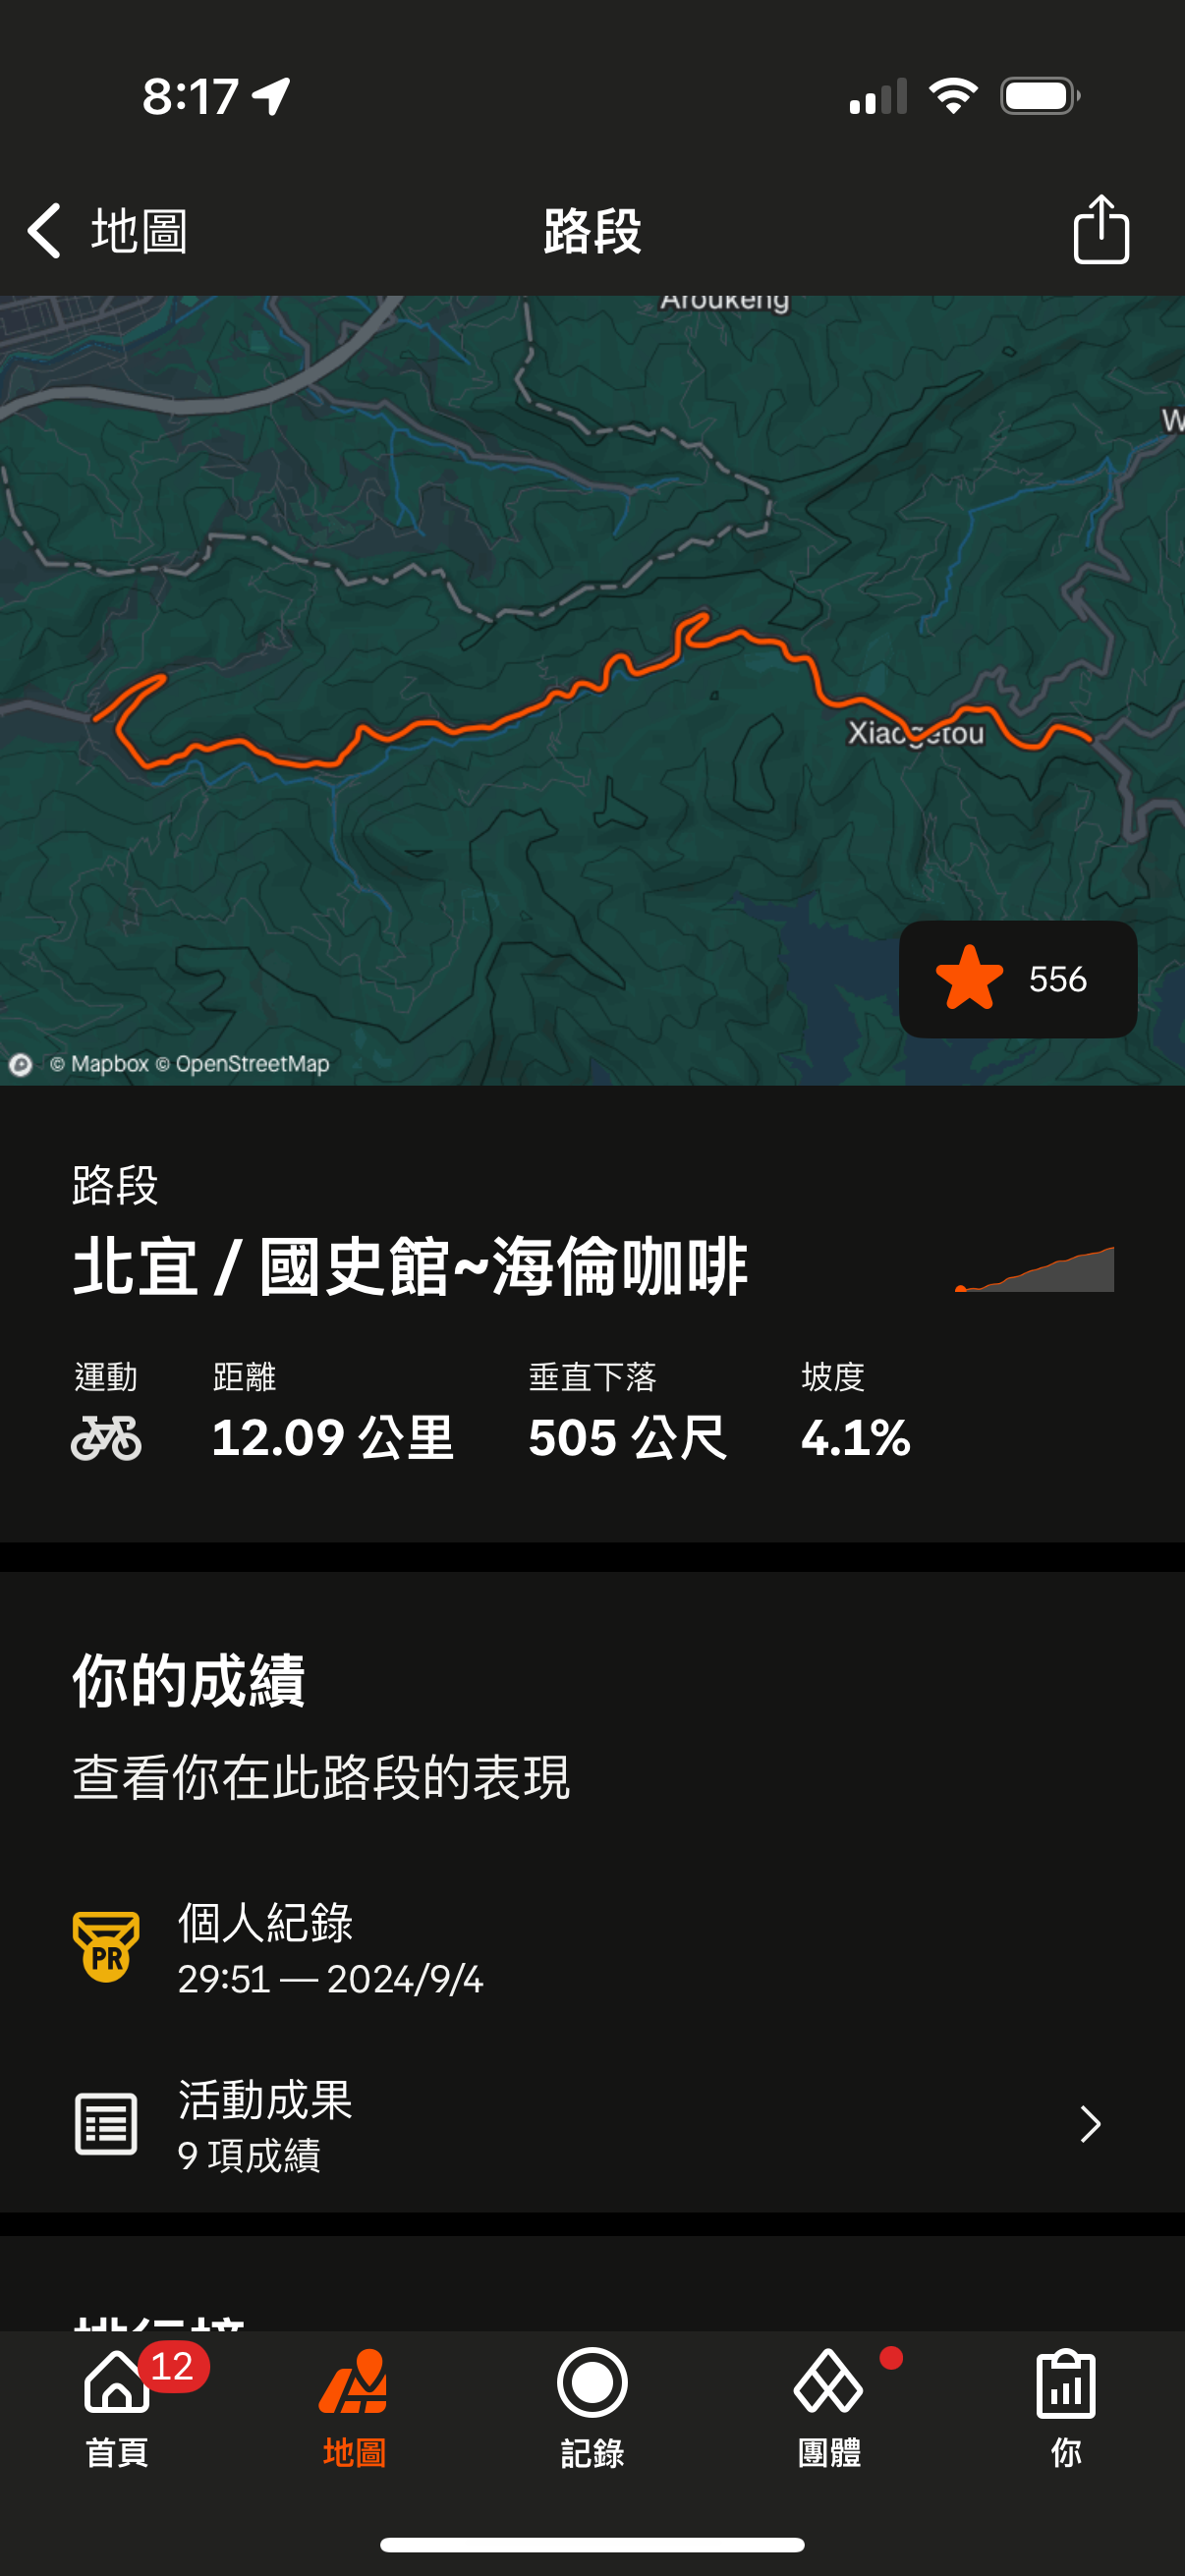 8:17
地圖
路段
Aroukeng
W
Xiaogetou
556
© Mapbox © OpenStreetMap
路段
北宜 / 國史館~海倫咖啡
運動 距離 垂直下落 坡度
12.09 公里 505 公尺 4.1%
你的成績
查看你在此路段的表現
PR
個人紀錄
29:51 — 2024/9/4
活動成果
9 項成績
12
首頁 地圖 記錄 團體 你